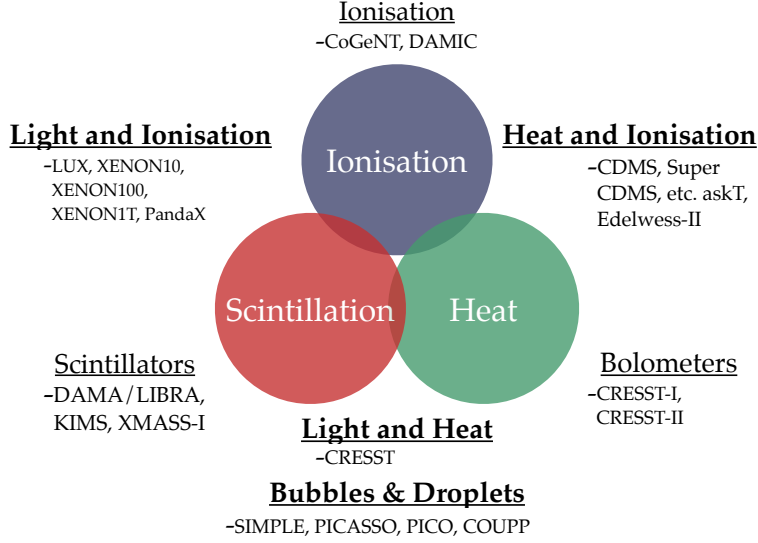 Ionisation
-CoGeNT, DAMIC
Light and Ionisation
-LUX, XENON10,
XENON100,
XENON1T, PandaX
Ionisation
Heat and Ionisation
-CDMS, Super
CDMS, etc. askT,
Edelwess-II
Scintillation
Heat
Scintillators
-DAMA/LIBRA,
KIMS, XMASS-I
Bolometers
-CRESST-I,
CRESST-II
Light and Heat
-CRESST
Bubbles & Droplets
-SIMPLE, PICASSO, PICO, COUPP